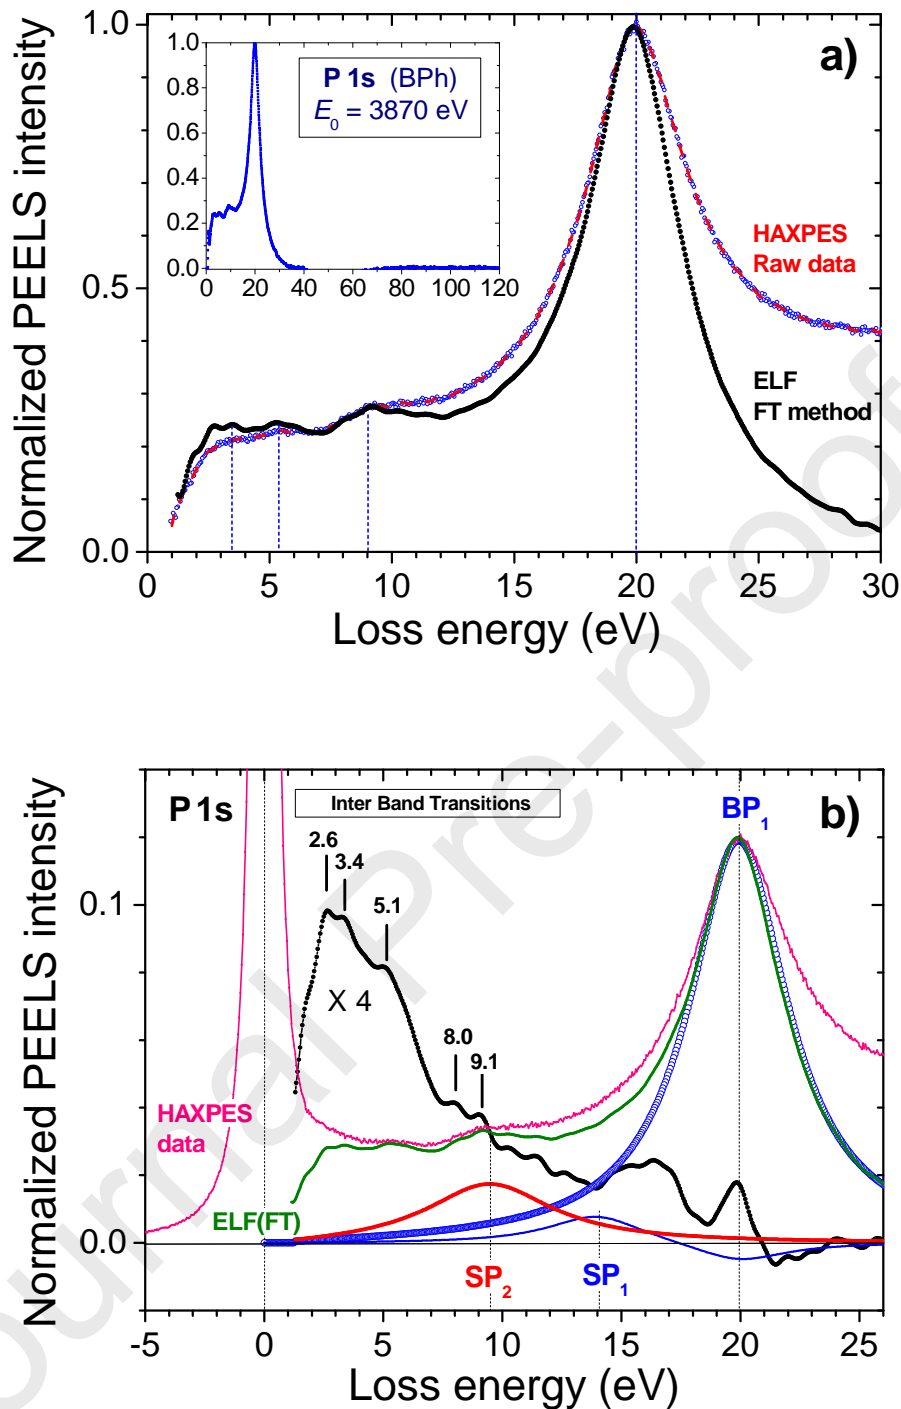 Normalized PEELS intensity
1.0
0.5
0.0
a)
1.0
0.8
0.6
0.4
0.2
0.0
P 1s (BPh)
E0 = 3870 eV
0 20 40 60 80 100 120
HAXPES
Raw data
ELF
FT method
0 5 10 15 20 25 30
Loss energy (eV)
Normalized PEELS intensity
0.1
0.0
P 1s
Inter Band Transitions
BP1
b)
2.6
3.4
5.1
X 4
8.0
9.1
HAXPES
data
ELF(FT)
SP2
SP1
-5 0 5 10 15 20 25
Loss energy (eV)
Journal Pre-proof